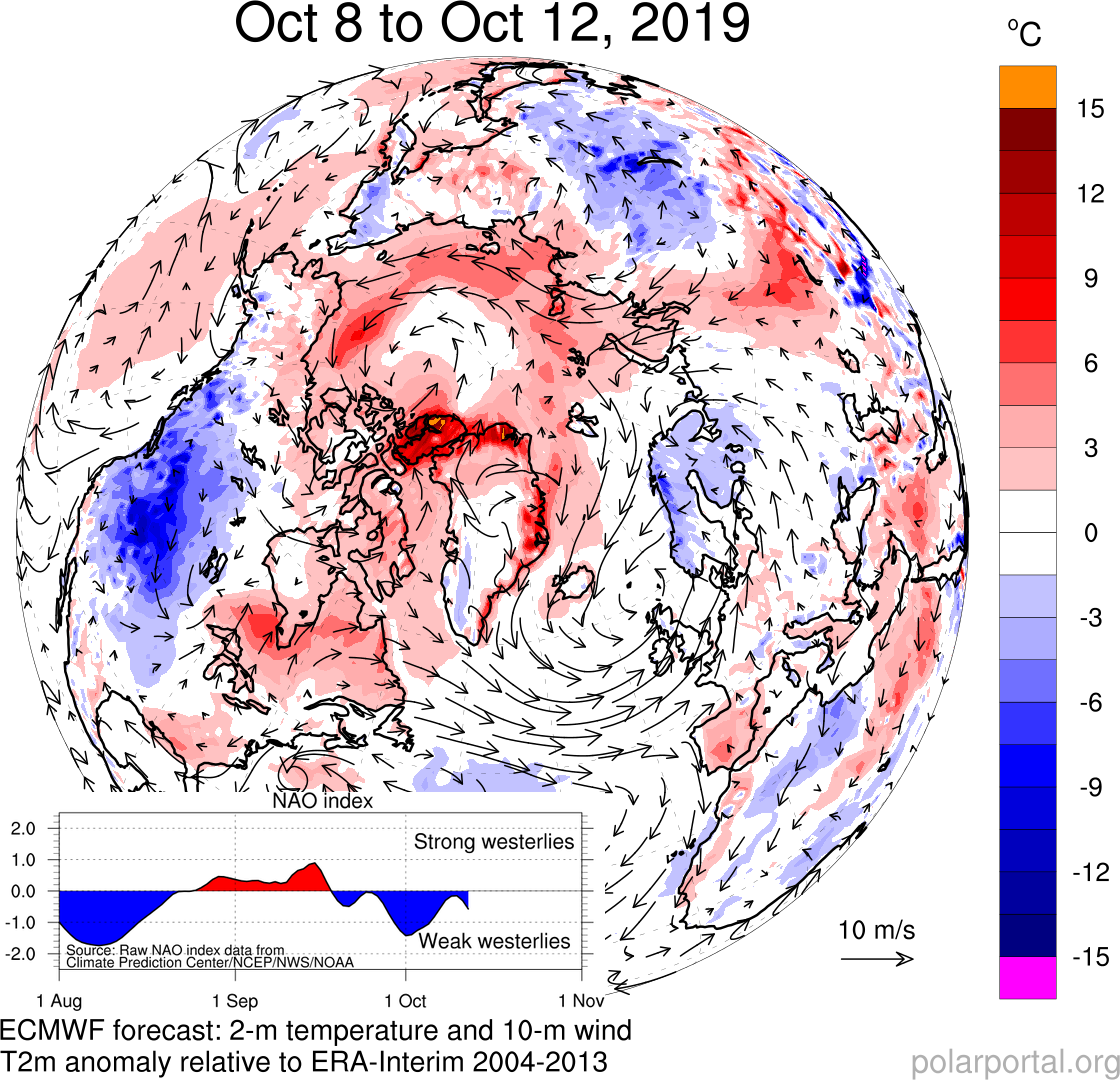 Oct 8 to Oct 12, 2019
oC
15
12
9
6
3
0
-3
-6
-9
-12
-15
NAO index
2.0
1.0
0.0
-1.0
-2.0
Strong westerlies
Weak westerlies
Source: Raw NAO index data from
Climate Prediction Center/NCEP/NWS/NOAA
1 Aug
1 Sep
1 Oct
1 Nov
10 m/s
ECMWF forecast: 2-m temperature and 10-m wind
T2m anomaly relative to ERA-Interim 2004-2013
polarportal.org